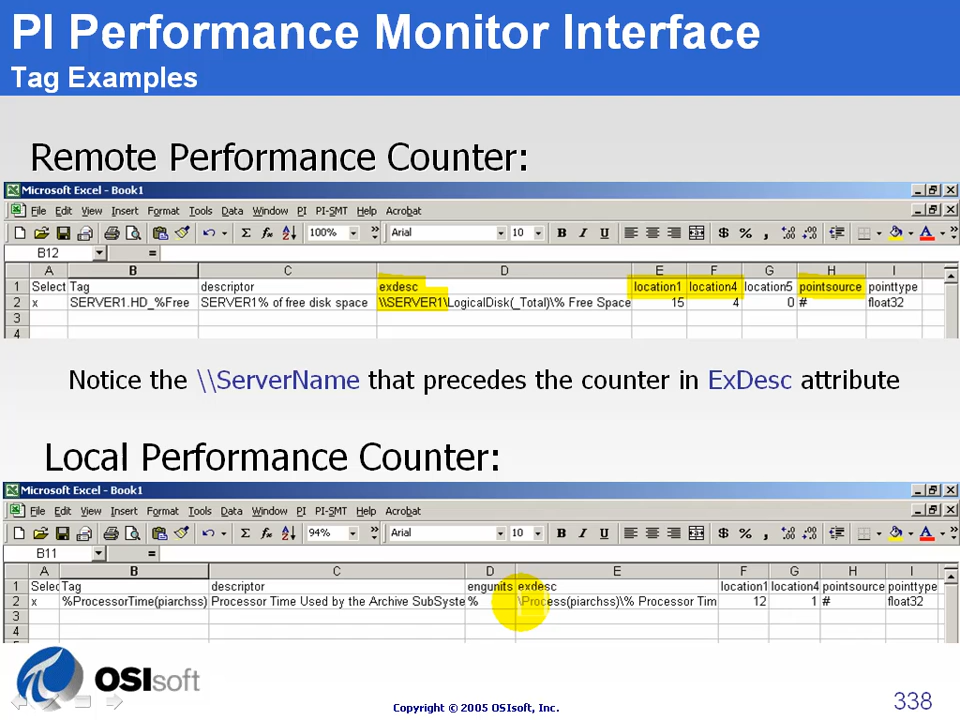 PI Performance Monitor Interface
Tag Examples
Remote Performance Counter:
Microsoft Excel - Book1
File Edit View Insert Format Tools Data Window PI PI-SMT Help Acrobat
100% Arial 10 B I U $ % ,
B12 =
A B C D E F G H I
1 Select Tag descriptor exdesc location1 location4 location5 pointsource pointtype
2 x SERVER1.HD_%Free SERVER1% of free disk space \\SERVER1\LogicalDisk(_Total)\% Free Space 15 4 0 # float32
3
4
Notice the \\ServerName that precedes the counter in ExDesc attribute
Local Performance Counter:
Microsoft Excel - Book1
File Edit View Insert Format Tools Data Window PI PI-SMT Help Acrobat
94% Arial 10 B I U $ % ,
B11 =
A B C D E F G H I
1 Selec Tag descriptor engunits exdesc location1 location4 pointsource pointtype
2 x %ProcessorTime(piarchss) Processor Time Used by the Archive SubSyste % \Process(piarchss)\% Processor Tim 12 1 # float32
3
4
OSIsoft
Copyright © 2005 OSIsoft, Inc.
338